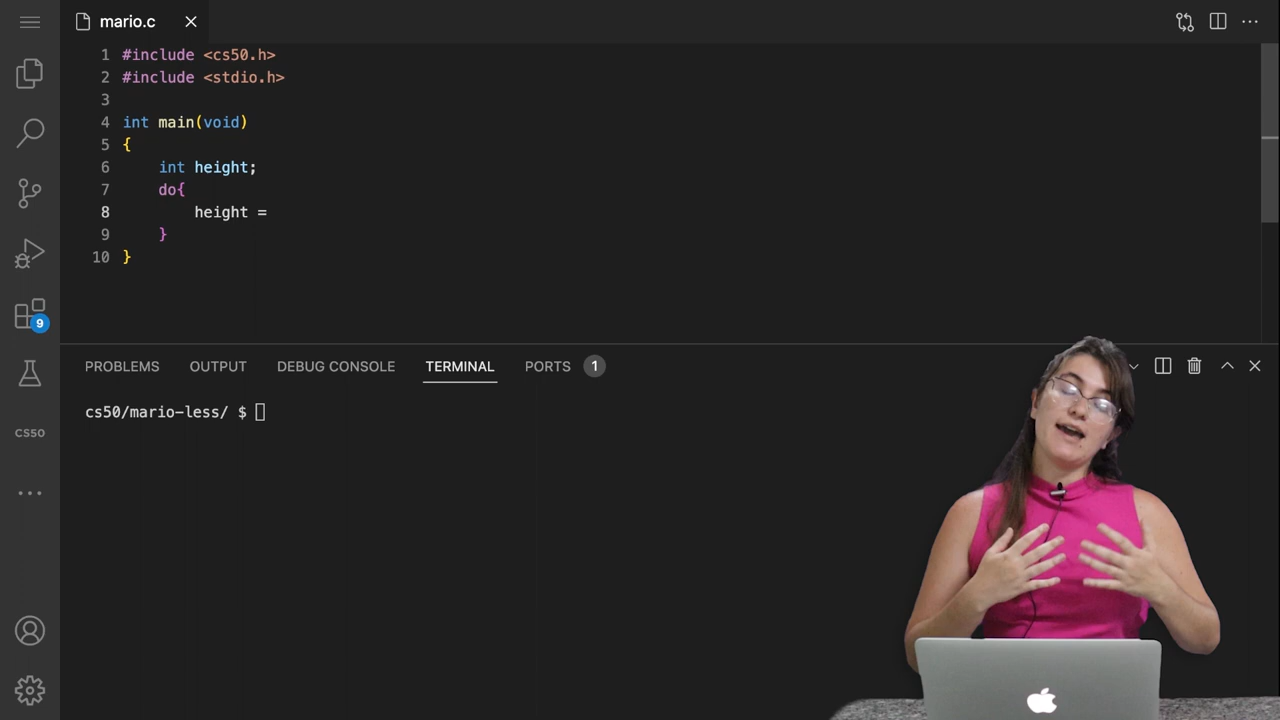 mario.c
1 #include <cs50.h>
2 #include <stdio.h>
3
4 int main(void)
5 {
6 int height;
7 do{
8 height =
9 }
10 }
9
CS50
PROBLEMS OUTPUT DEBUG CONSOLE TERMINAL PORTS 1
cs50/mario-less/ $